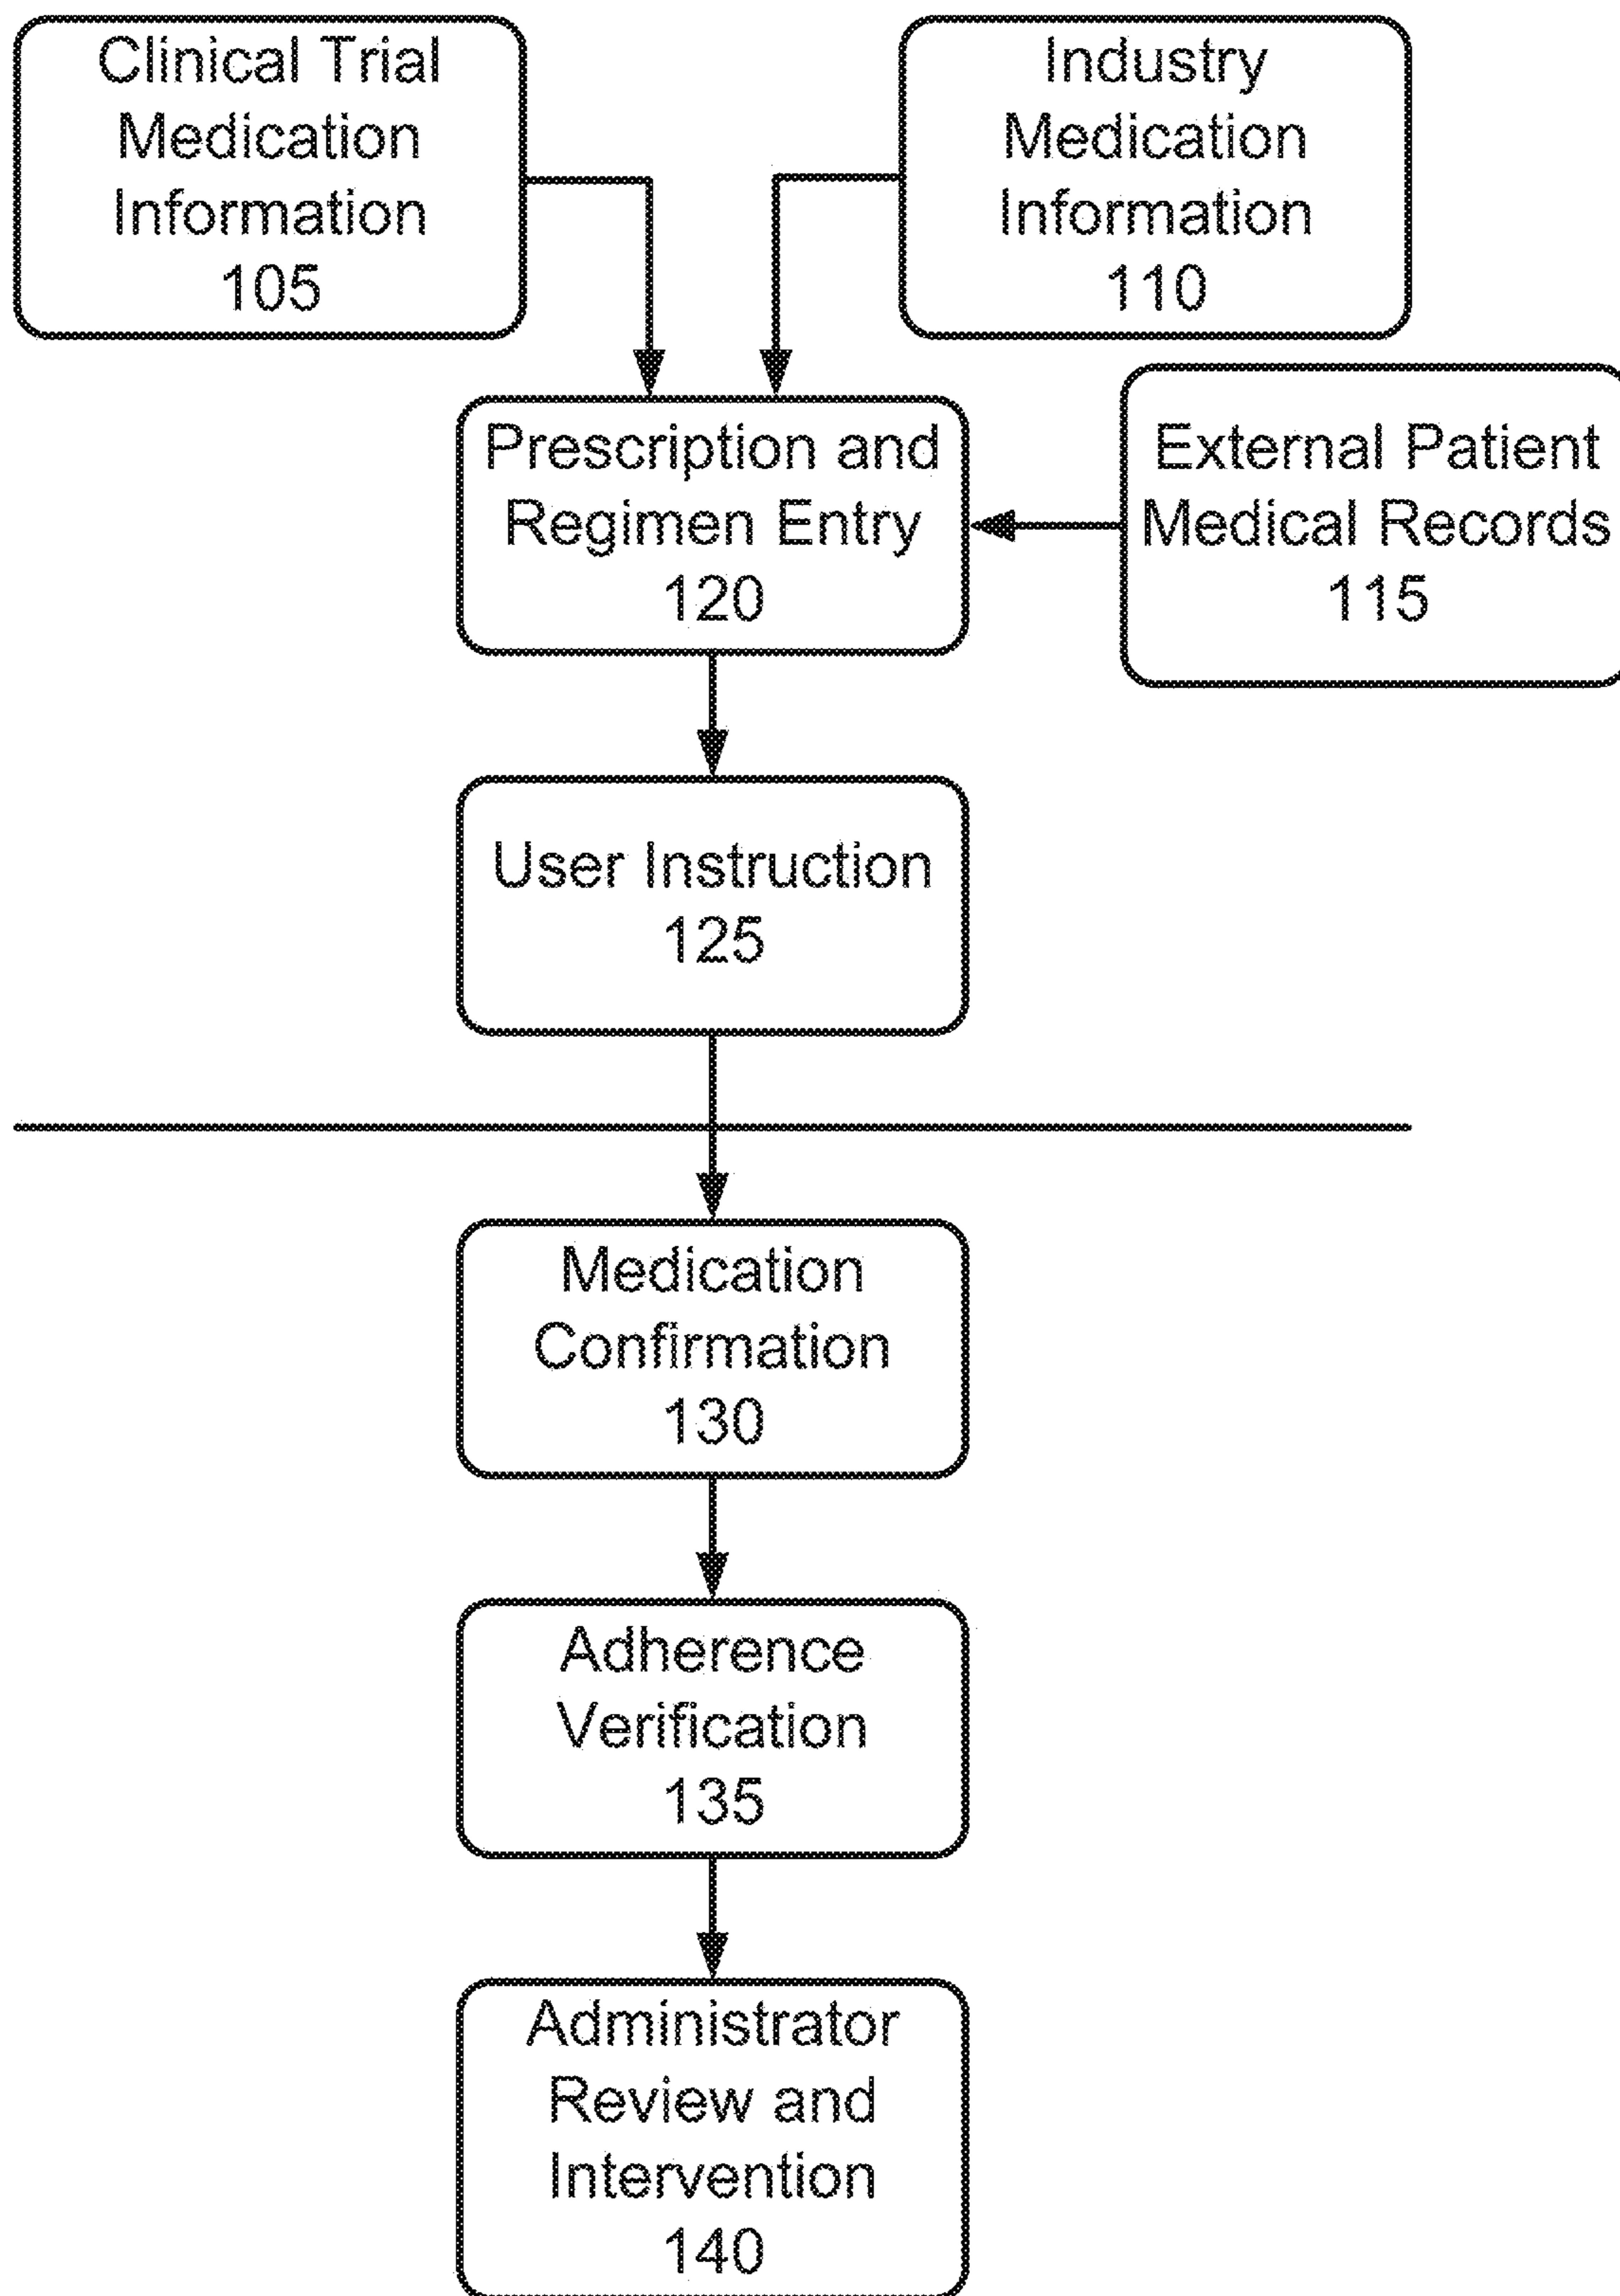 Clinical Trial
Medication
Information
105
Industry
Medication
Information
110
Prescription and
Regimen Entry
120
External Patient
Medical Records
115
User Instruction
125
Medication
Confirmation
130
Adherence
Verification
135
Administrator
Review and
Intervention
140